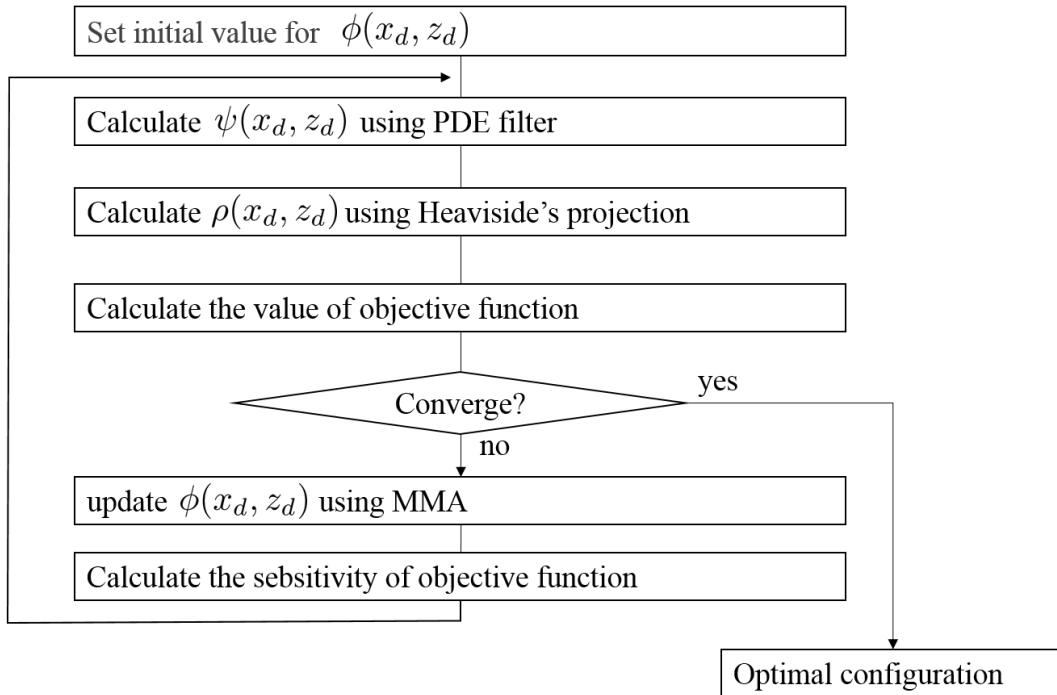 Set initial value for ϕ(x_d, z_d)
Calculate ψ(x_d, z_d) using PDE filter
Calculate ρ(x_d, z_d) using Heaviside's projection
Calculate the value of objective function
Converge?
yes
no
update ϕ(x_d, z_d) using MMA
Calculate the sebsitivity of objective function
Optimal configuration